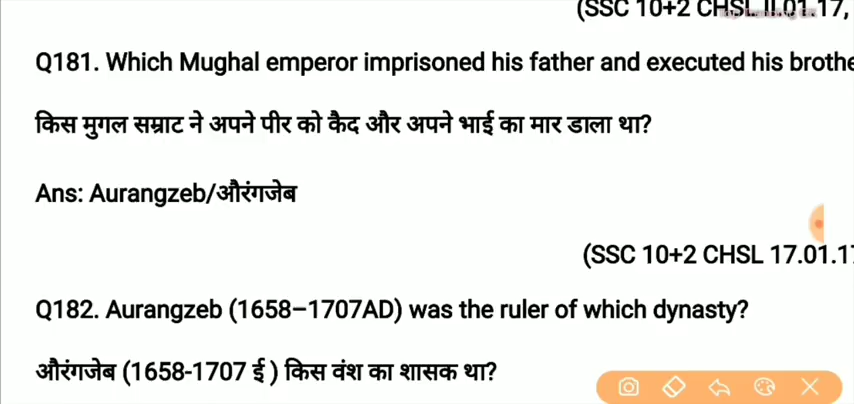 (SSC 10+2 CHSL 11.01.17,
Q181. Which Mughal emperor imprisoned his father and executed his brothe
किस मुगल सम्राट ने अपने पीर को कैद और अपने भाई का मार डाला था?
Ans: Aurangzeb/औरंगजेब
(SSC 10+2 CHSL 17.01.1
Q182. Aurangzeb (1658–1707AD) was the ruler of which dynasty?
औरंगजेब (1658-1707 ई ) किस वंश का शासक था?